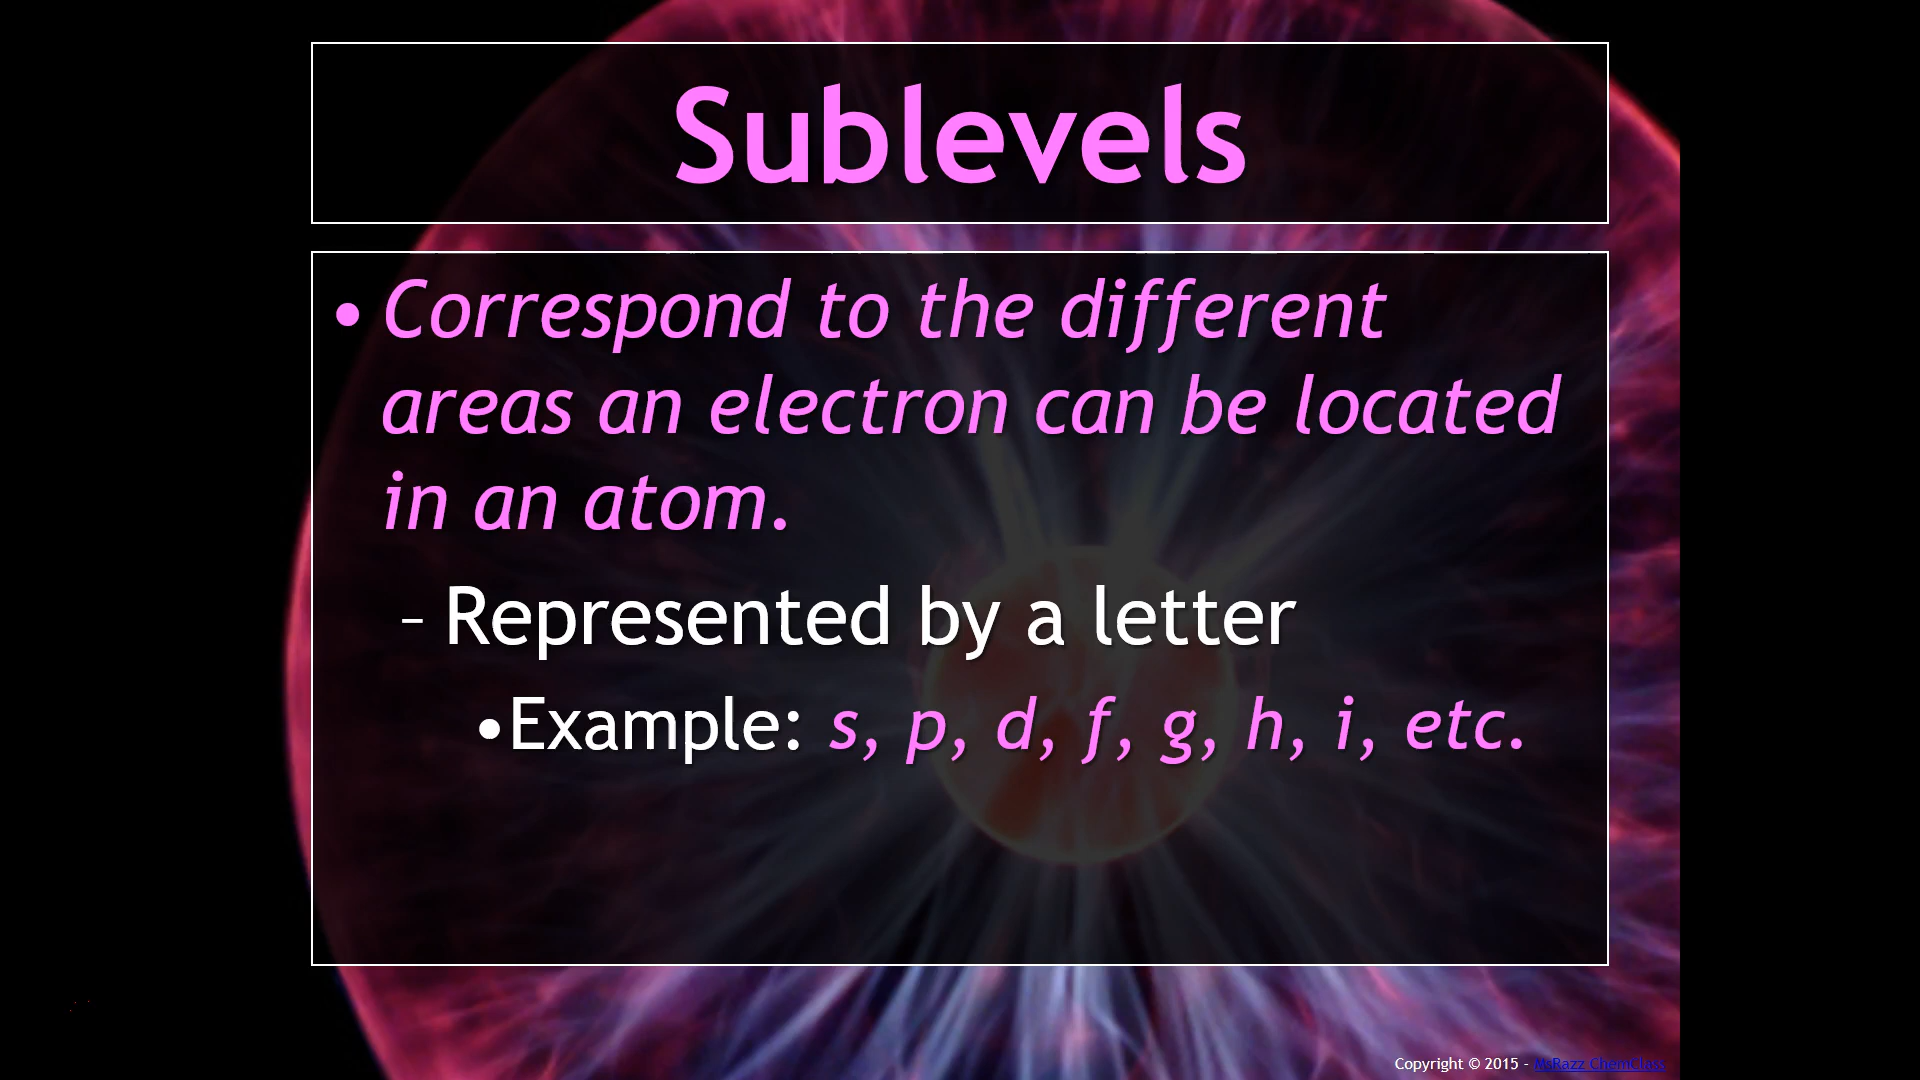 Sublevels
• Correspond to the different
areas an electron can be located
in an atom.
– Represented by a letter
•Example: s, p, d, f, g, h, i, etc.
Copyright © 2015 - MsRazz ChemClass